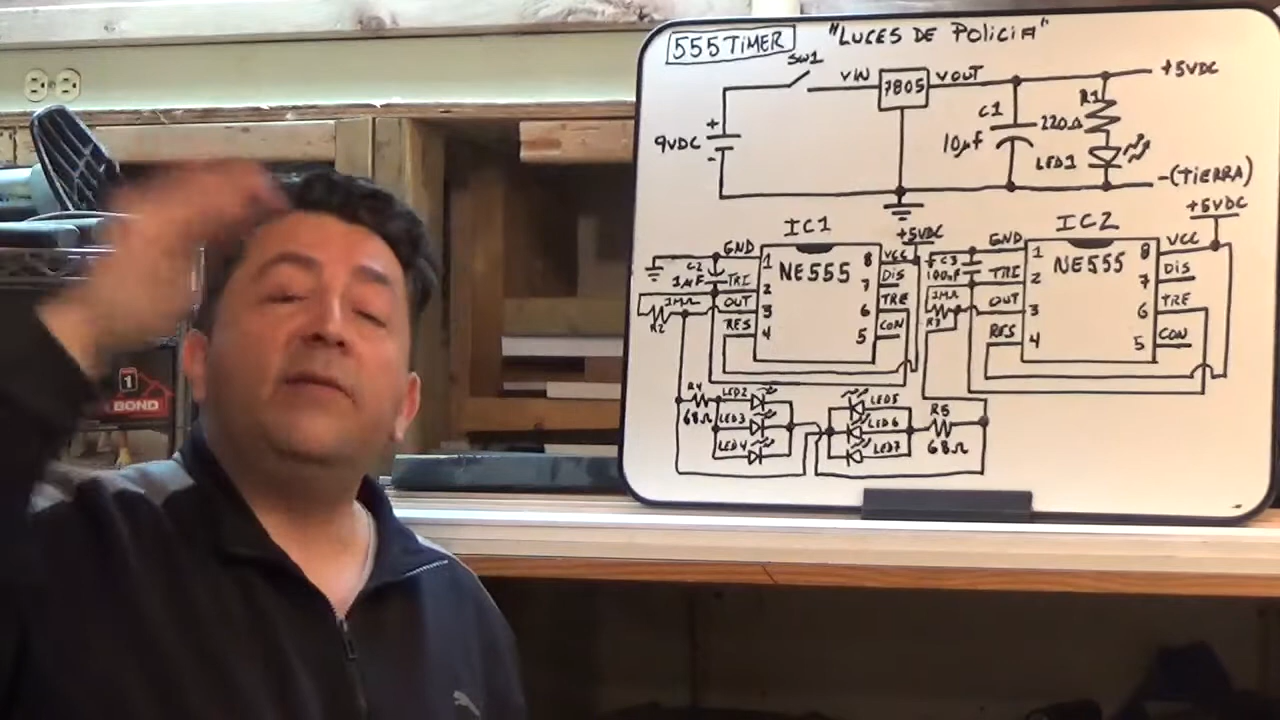 555 TIMER "LUCES DE POLICIA"
SW1
VIN 7805 VOUT +5VDC
C1 R1
9VDC + 10µf 220Ω
- LED1
-(TIERRA)
+5VDC
IC1 IC2
+5VDC
GND 1 NE555 8 VCC
C2 1µF TRI 2 7 DIS
1MΩ OUT 3 6 TRE
R2 RES 4 5 CON
C3 GND 1 NE555 8 VCC
100nF TRI 2 7 DIS
1MΩ OUT 3 6 TRE
R3 RES 4 5 CON
R4 LED2 LED5 R5
68Ω LED3 LED6 68Ω
LED4 LED7
1
BOND